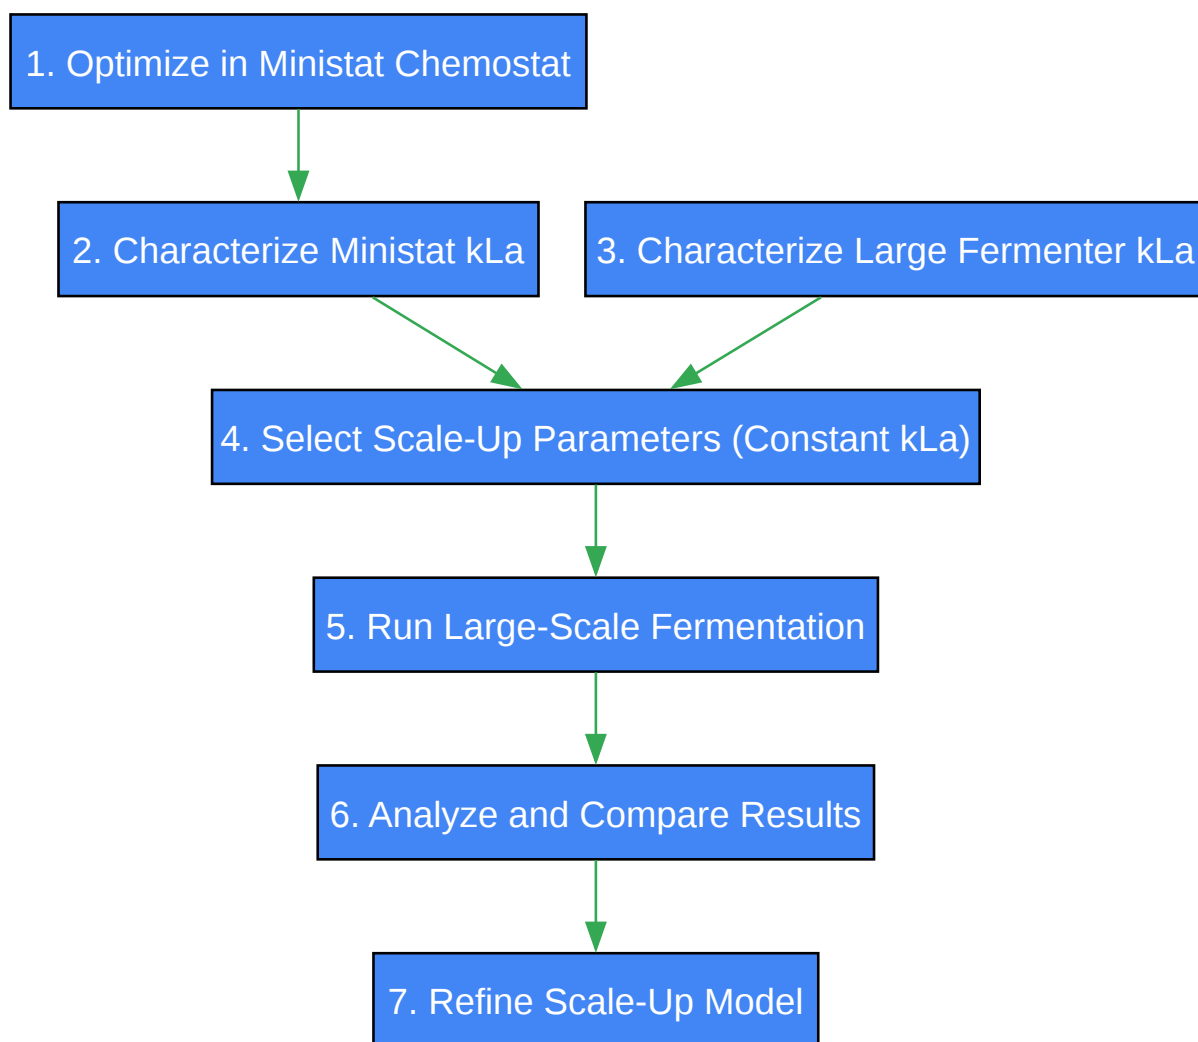 1. Optimize in Ministat Chemostat
2. Characterize Ministat kLa
3. Characterize Large Fermenter kLa
4. Select Scale-Up Parameters (Constant kLa)
5. Run Large-Scale Fermentation
6. Analyze and Compare Results
7. Refine Scale-Up Model